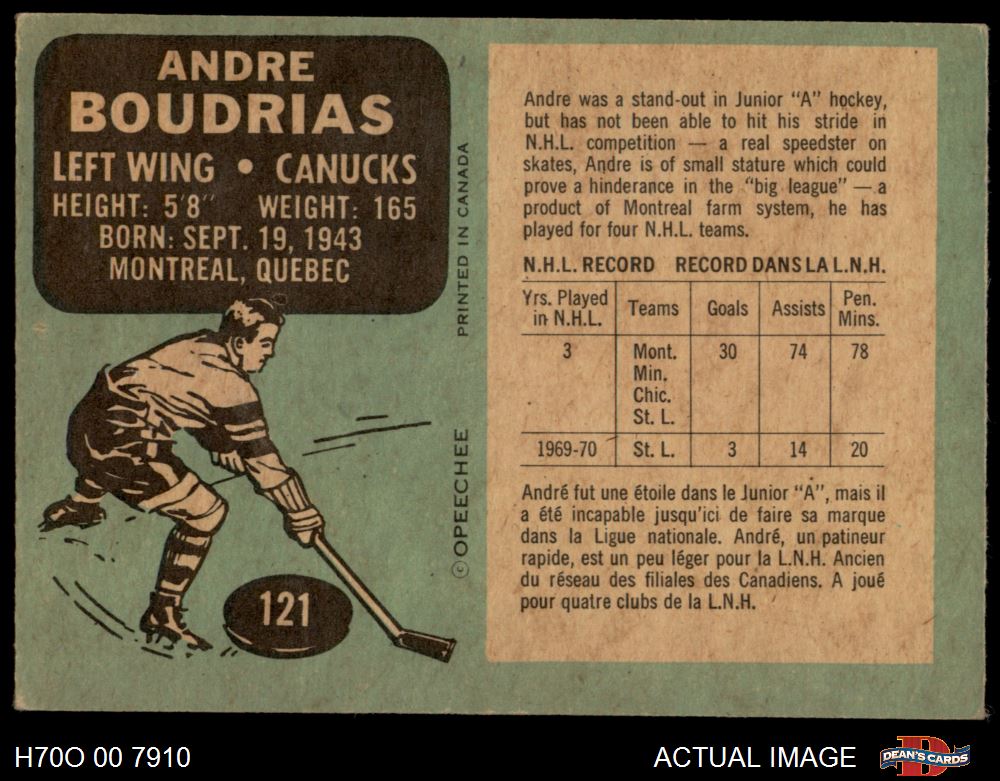 ANDRE
BOUDRIAS
LEFT WING • CANUCKS
HEIGHT: 5'8" WEIGHT: 165
BORN: SEPT. 19, 1943
MONTREAL, QUEBEC
121
©OPEECHEE PRINTED IN CANADA
Andre was a stand-out in Junior "A" hockey,
but has not been able to hit his stride in
N.H.L. competition — a real speedster on
skates, Andre is of small stature which could
prove a hinderance in the "big league" — a
product of Montreal farm system, he has
played for four N.H.L. teams.
N.H.L. RECORD RECORD DANS LA L.N.H.
Yrs. Played Teams Goals Assists Pen.
in N.H.L. Mins.
3 Mont. 30 74 78
Min.
Chic.
St. L.
1969-70 St. L. 3 14 20
André fut une étoile dans le Junior "A", mais il
a été incapable jusqu'ici de faire sa marque
dans la Ligue nationale. André, un patineur
rapide, est un peu léger pour la L.N.H. Ancien
du réseau des filiales des Canadiens. A joué
pour quatre clubs de la L.N.H.
H70O 00 7910
ACTUAL IMAGE
D
DEAN'S CARDS